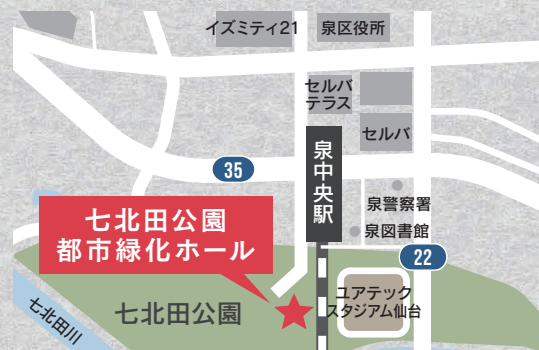 イズミティ21
泉区役所
セルバ
テラス
セルバ
泉中央駅
35
泉警察署
泉図書館
七北田公園
都市緑化ホール
22
ユアテック
スタジアム仙台
七北田公園
七北田川